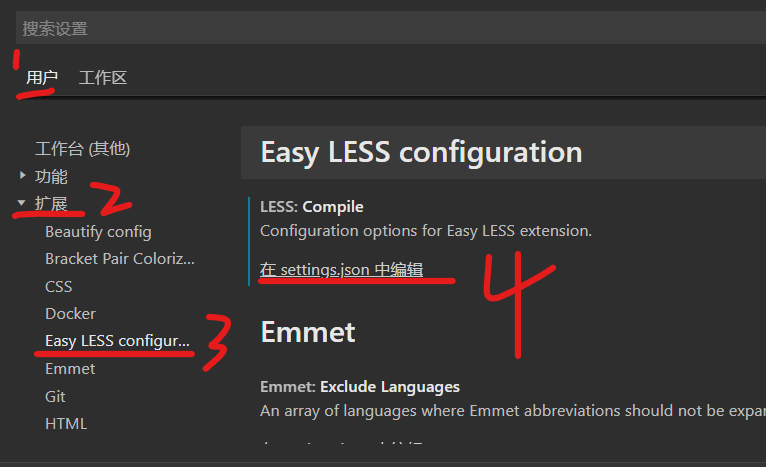 搜索设置
1
用户 工作区
工作台 (其他)
功能
扩展 2
Beautify config
Bracket Pair Coloriz...
CSS
Docker
Easy LESS configur... 3
Emmet
Git
HTML
Easy LESS configuration
LESS: Compile
Configuration options for Easy LESS extension.
在 settings.json 中编辑 4
Emmet
Emmet: Exclude Languages
An array of languages where Emmet abbreviations should not be